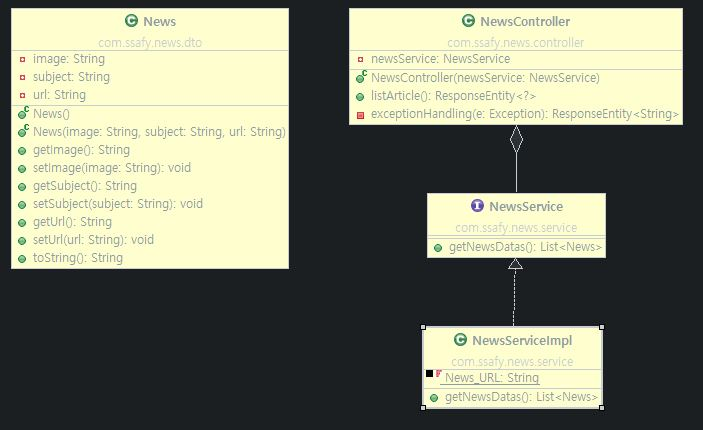 News
com.ssafy.news.dto
image: String
subject: String
url: String
News()
News(image: String, subject: String, url: String)
getImage(): String
setImage(image: String): void
getSubject(): String
setSubject(subject: String): void
getUrl(): String
setUrl(url: String): void
toString(): String
NewsController
com.ssafy.news.controller
newsService: NewsService
NewsController(newsService: NewsService)
listArticle(): ResponseEntity<?>
exceptionHandling(e: Exception): ResponseEntity<String>
NewsService
com.ssafy.news.service
getNewsDatas(): List<News>
NewsServiceImpl
com.ssafy.news.service
News_URL: String
getNewsDatas(): List<News>